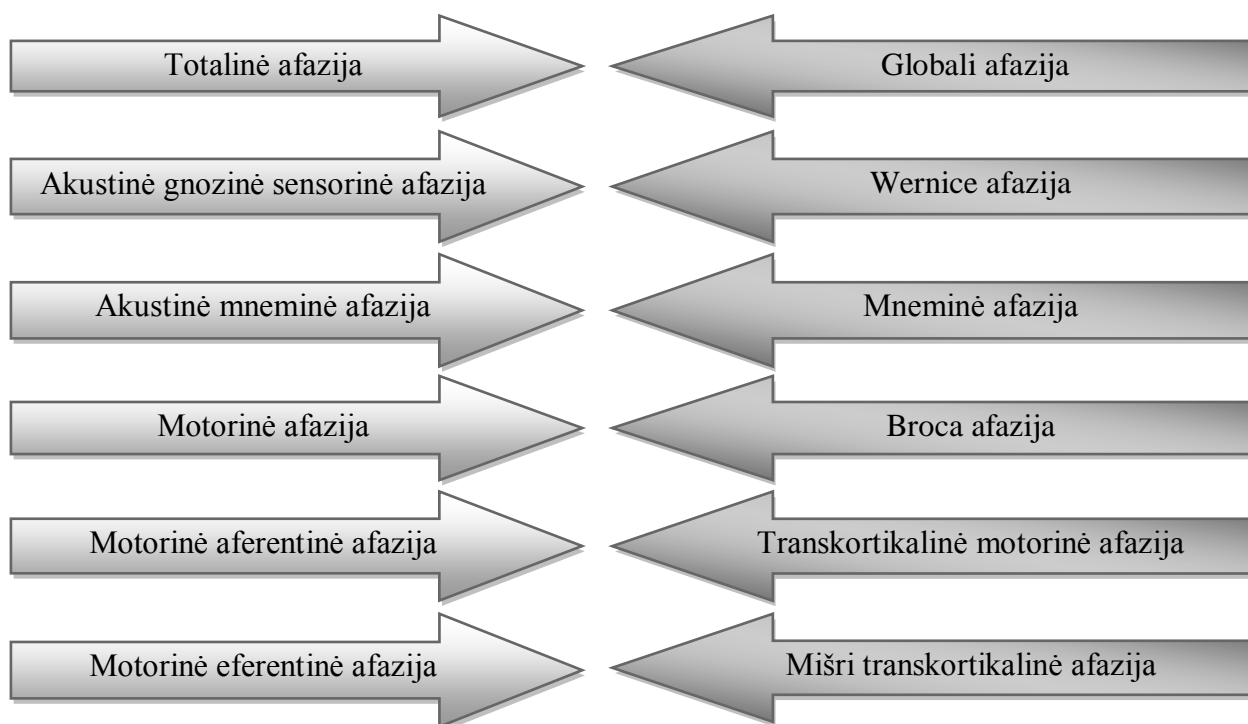 Totalinė afazija
Globali afazija
Akustinė gnozinė sensorinė afazija
Wernice afazija
Akustinė mneminė afazija
Mneminė afazija
Motorinė afazija
Broca afazija
Motorinė aferentinė afazija
Transkortikalinė motorinė afazija
Motorinė eferentinė afazija
Mišri transkortikalinė afazija